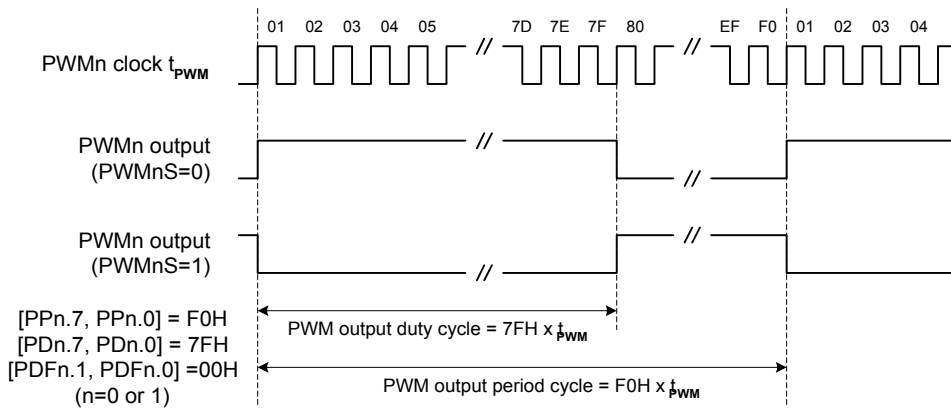 01 02 03 04 05 7D 7E 7F 80 EF F0 01 02 03 04
PWMn clock tPWM
//
//
PWMn output
(PWMnS=0)
//
//
PWMn output
(PWMnS=1)
//
//
[PPn.7, PPn.0] = F0H
[PDn.7, PDn.0] = 7FH
[PDFn.1, PDFn.0] =00H
(n=0 or 1)
PWM output duty cycle = 7FH x tPWM
PWM output period cycle = F0H x tPWM